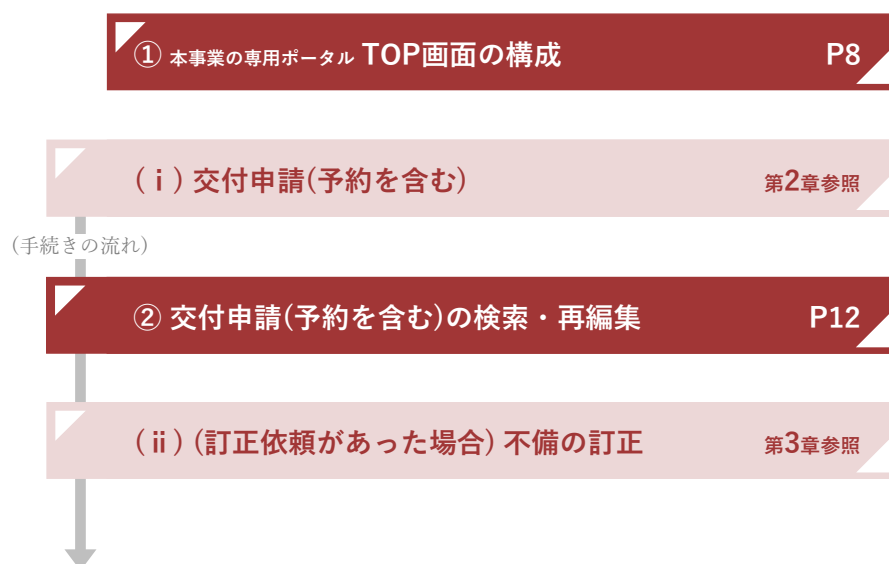 ① 本事業の専用ポータル TOP画面の構成 P8
(ⅰ) 交付申請(予約を含む) 第2章参照
(手続きの流れ)
② 交付申請(予約を含む)の検索・再編集 P12
(ⅱ) (訂正依頼があった場合) 不備の訂正 第3章参照